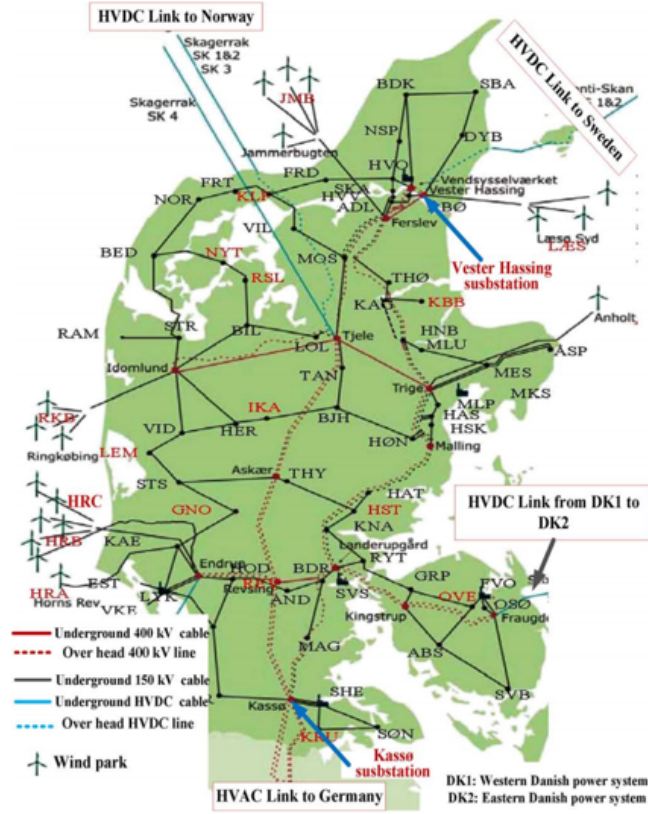 HVDC Link to Norway
Skagerrak
SK 1&2
SK 3
Skagerrak
SK 4
HVDC Link to Sweden
BDK
SBA
JMB
NSP
DYB
Jammerbugten
HVO
Vendsysselværket
FRD
SKA
Vester Hassing
FRT
KLP
HVV
ADL
BØ
NOR
Ferslev
Læsø Syd
LÆS
VIL
BED
NYT
MOS
Vester Hassing
susbstation
RSL
THØ
KAG
KBB
Anholt
STR
BIL
HNB
RAM
LOL
Tjele
MLU
ASP
Idomlund
TAN
MES
Trige
MKS
RKB
IKA
MLP
HAS
Ringkøbing
VID
HER
BJH
HSK
HØN
Malling
LEM
Askær
STS
THY
HRC
GNO
HAT
HST
HVDC Link from DK1 to
DK2
HRB
KAE
KNA
Landerupgård
Endrup
BDR
RYT
HRA
EST
Revsing
GRP
Horns Rev
LYK
AND
SVS
OVE
FVO
VKE
OSØ
Kingstrup
Fraugde
Underground 400 kV cable
Over head 400 kV line
MAG
ABS
Underground 150 kV cable
Underground HVDC cable
SHE
SVB
Over head HVDC line
Kassø
SØN
Wind park
Kassø
susbstation
HVAC Link to Germany
DK1: Western Danish power system
DK2: Eastern Danish power system